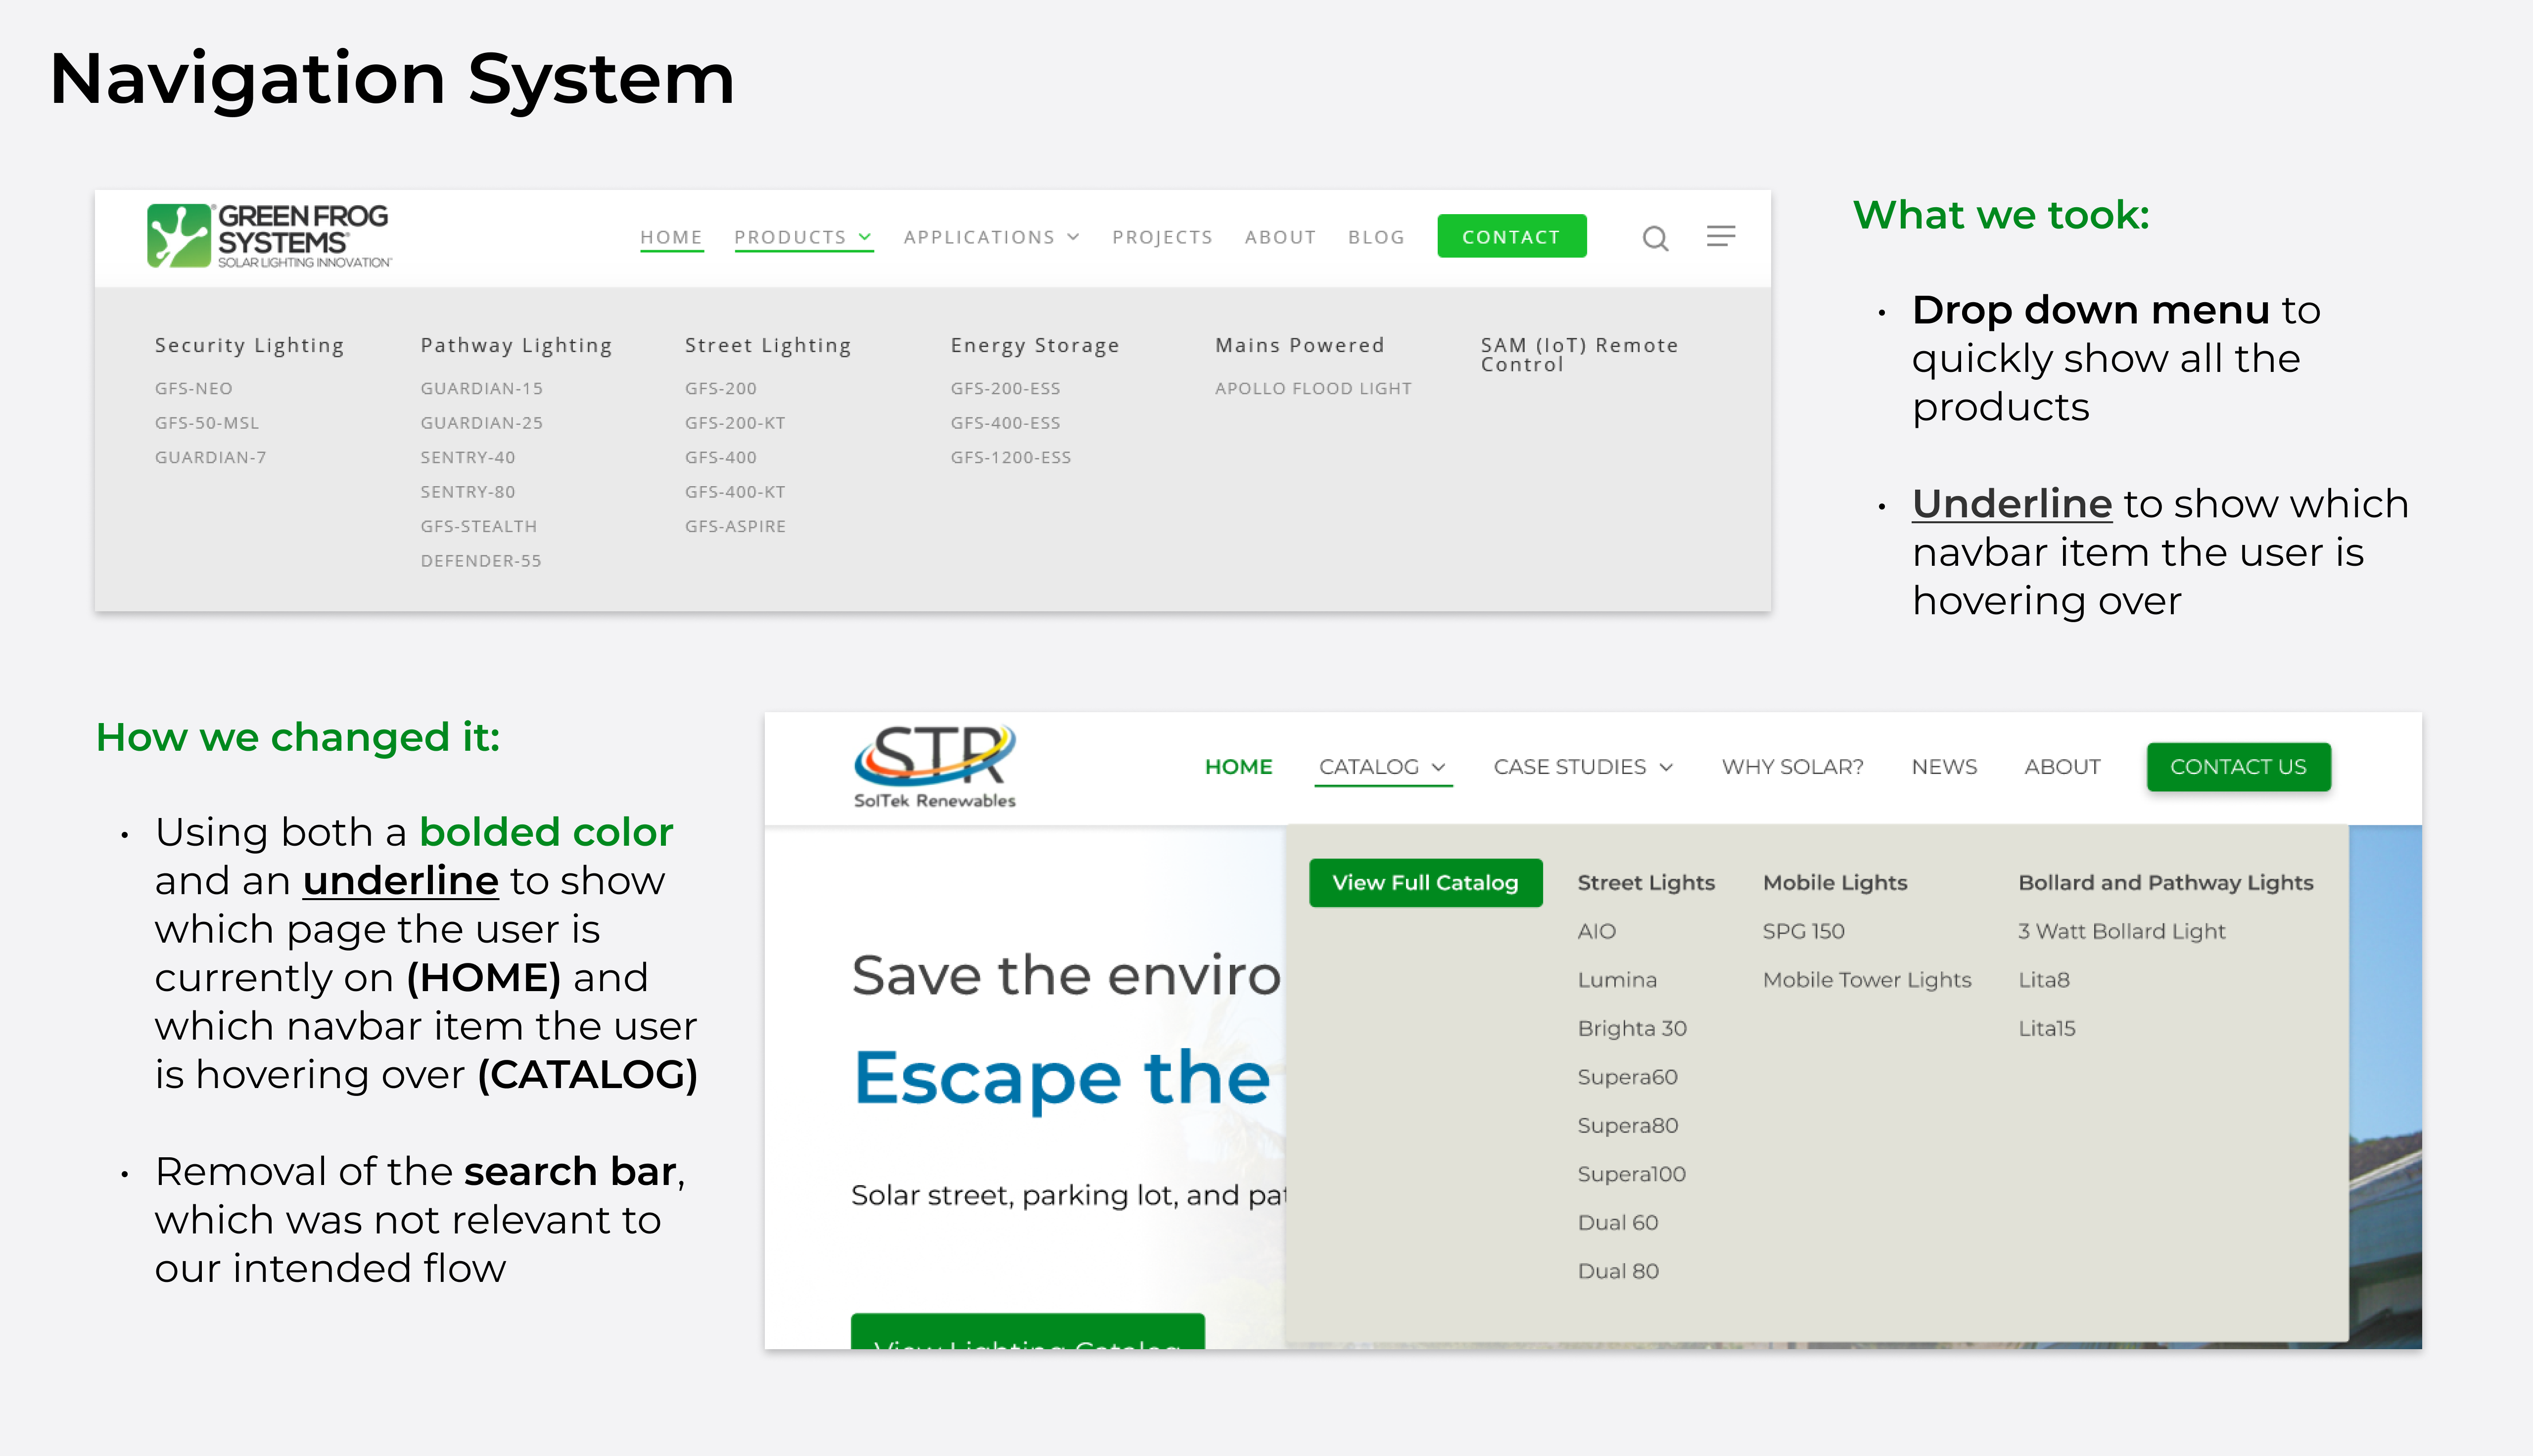 Navigation System
GREEN FROG
SYSTEMS
SOLAR LIGHTING INNOVATION
HOME PRODUCTS APPLICATIONS PROJECTS ABOUT BLOG CONTACT
Security Lighting
GFS-NEO
GFS-50-MSL
GUARDIAN-7
Pathway Lighting
GUARDIAN-15
GUARDIAN-25
SENTRY-40
SENTRY-80
GFS-STEALTH
DEFENDER-55
Street Lighting
GFS-200
GFS-200-KT
GFS-400
GFS-400-KT
GFS-ASPIRE
Energy Storage
GFS-200-ESS
GFS-400-ESS
GFS-1200-ESS
Mains Powered
APOLLO FLOOD LIGHT
SAM (IoT) Remote
Control
What we took:
• Drop down menu to
quickly show all the
products
• Underline to show which
navbar item the user is
hovering over
How we changed it:
• Using both a bolded color
and an underline to show
which page the user is
currently on (HOME) and
which navbar item the user
is hovering over (CATALOG)
• Removal of the search bar,
which was not relevant to
our intended flow
STR
SolTek Renewables
HOME CATALOG CASE STUDIES WHY SOLAR? NEWS ABOUT CONTACT US
Save the enviro
Escape the
Solar street, parking lot, and pat
View Lighting Catalog
View Full Catalog
Street Lights
AIO
Lumina
Brighta 30
Supera60
Supera80
Supera100
Dual 60
Dual 80
Mobile Lights
SPG 150
Mobile Tower Lights
Bollard and Pathway Lights
3 Watt Bollard Light
Lita8
Lita15